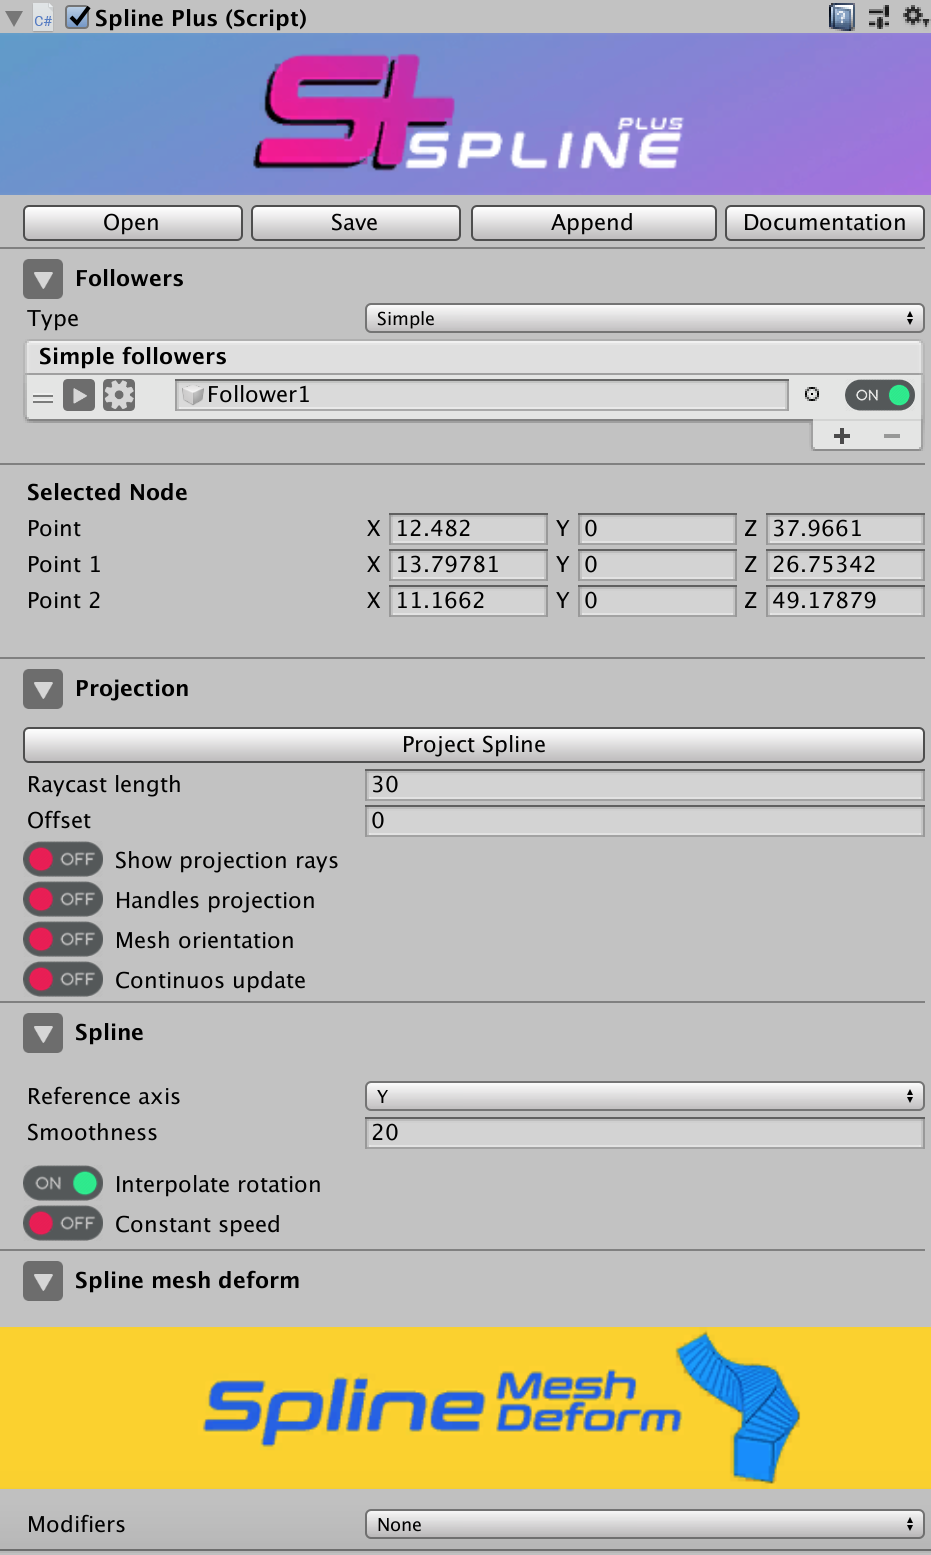 C# Spline Plus (Script)
S+ SPLINE PLUS
Open Save Append Documentation
Followers
Type Simple
Simple followers
Follower1 ON
+ −
Selected Node
Point X 12.482 Y 0 Z 37.9661
Point 1 X 13.79781 Y 0 Z 26.75342
Point 2 X 11.1662 Y 0 Z 49.17879
Projection
Project Spline
Raycast length 30
Offset 0
OFF Show projection rays
OFF Handles projection
OFF Mesh orientation
OFF Continuos update
Spline
Reference axis Y
Smoothness 20
ON Interpolate rotation
OFF Constant speed
Spline mesh deform
Spline Mesh Deform
Modifiers None